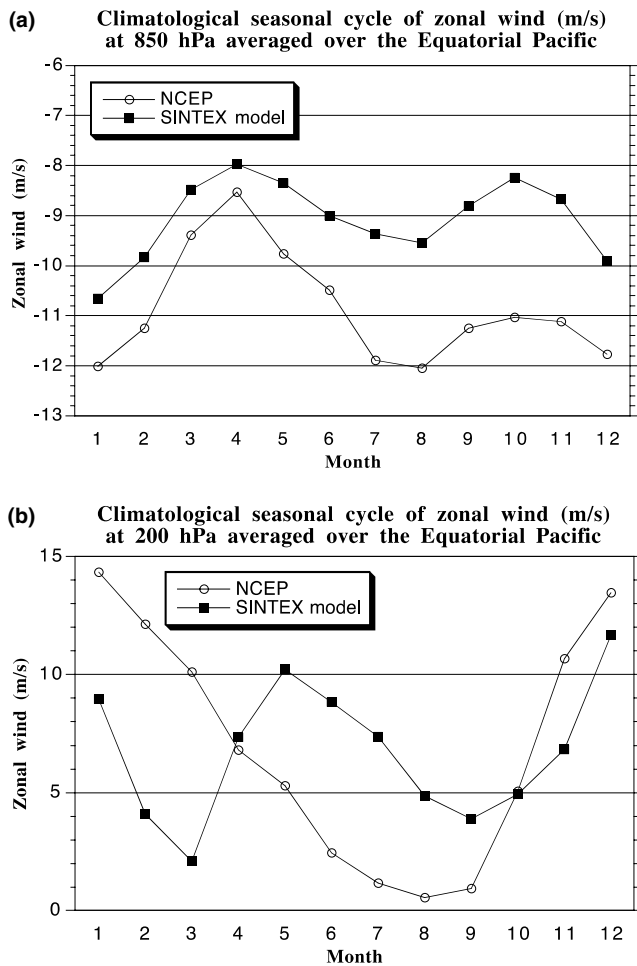 (a)
Climatological seasonal cycle of zonal wind (m/s)
at 850 hPa averaged over the Equatorial Pacific
-6
-7
-8
-9
-10
-11
-12
-13
Zonal wind (m/s)
NCEP
SINTEX model
1 2 3 4 5 6 7 8 9 10 11 12
Month
(b)
Climatological seasonal cycle of zonal wind (m/s)
at 200 hPa averaged over the Equatorial Pacific
15
10
5
0
Zonal wind (m/s)
NCEP
SINTEX model
1 2 3 4 5 6 7 8 9 10 11 12
Month